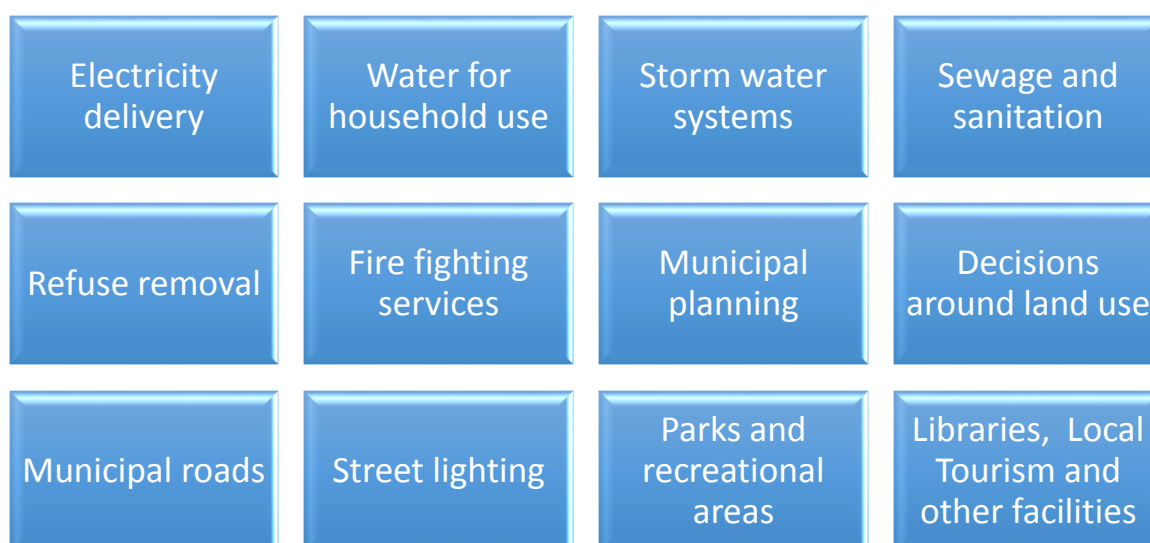 Electricity
delivery
Water for
household use
Storm water
systems
Sewage and
sanitation
Refuse removal
Fire fighting
services
Municipal
planning
Decisions
around land use
Municipal roads
Street lighting
Parks and
recreational
areas
Libraries, Local
Tourism and
other facilities